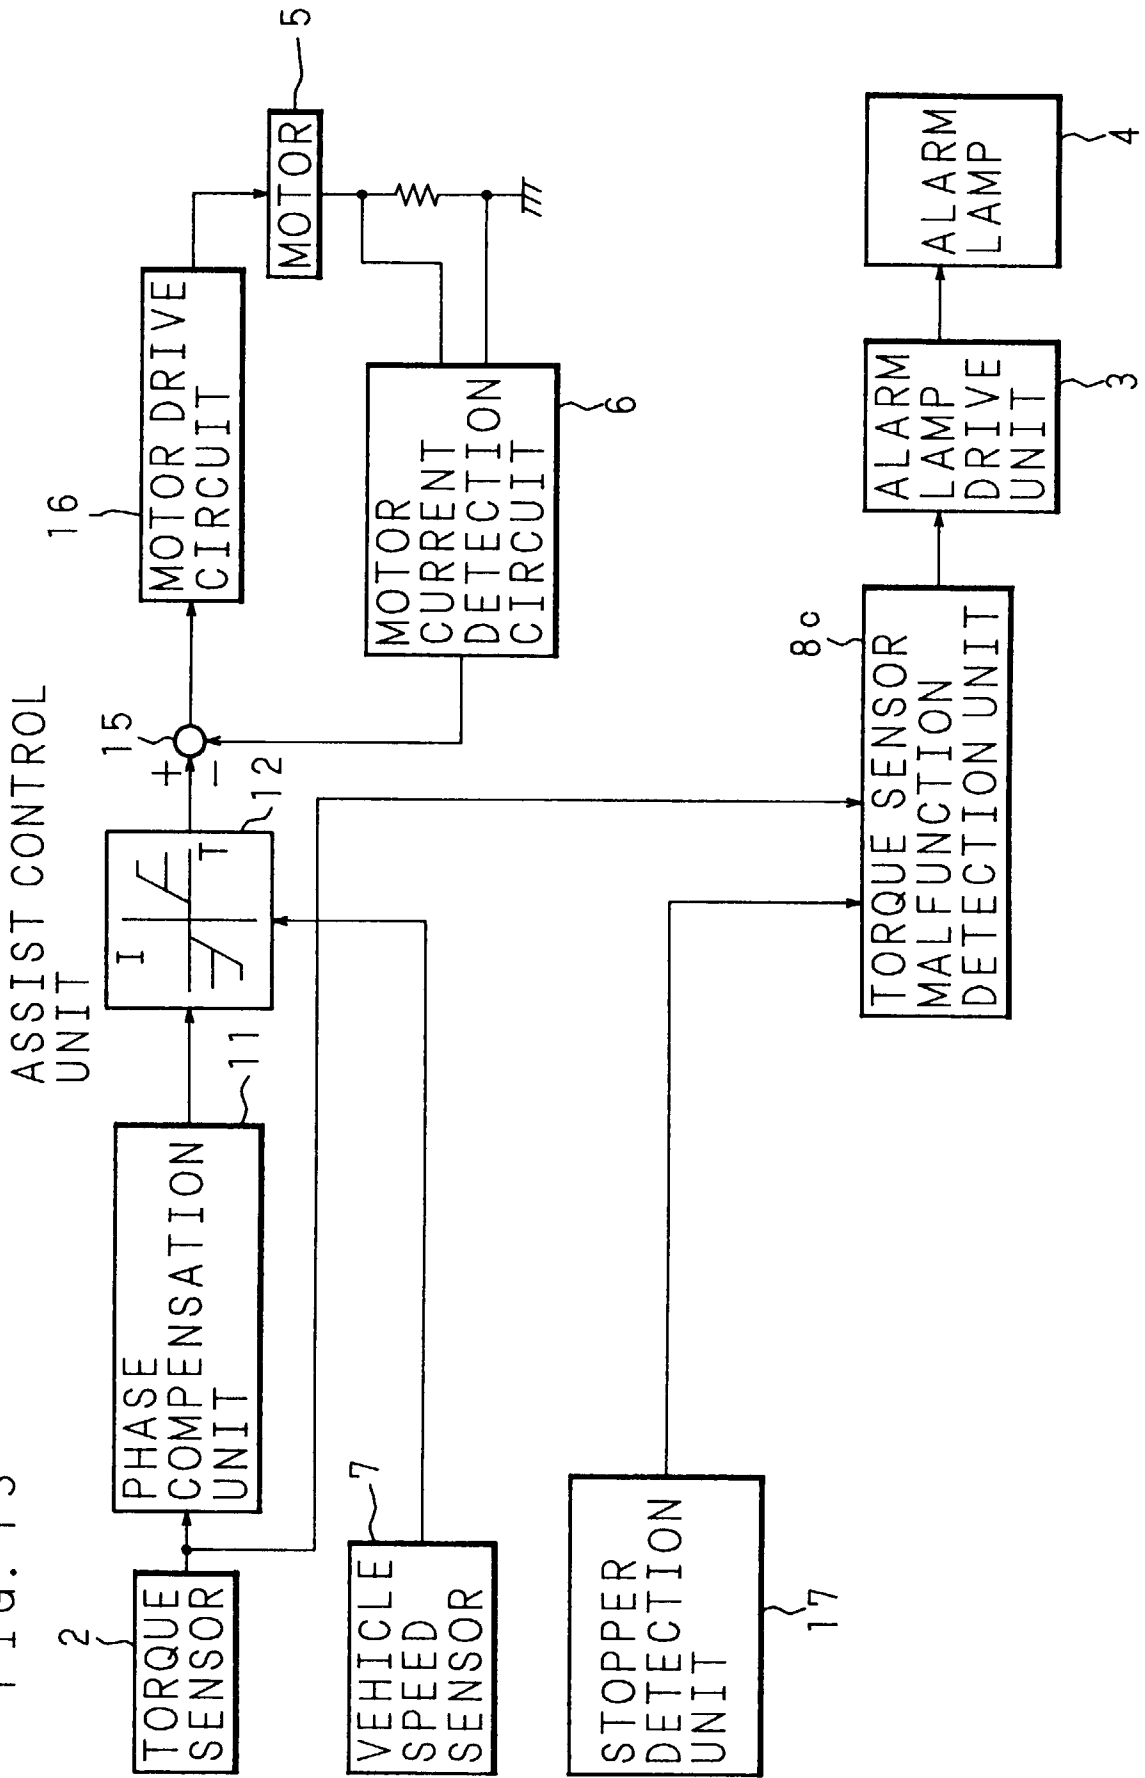 2
TORQUE
SENSOR
PHASE
COMPENSATION
UNIT
11
ASSIST CONTROL
UNIT
I
T
12
15
+
−
16
MOTOR DRIVE
CIRCUIT
5
MOTOR
MOTOR
CURRENT
DETECTION
CIRCUIT
6
7
VEHICLE
SPEED
SENSOR
STOPPER
DETECTION
UNIT
17
8c
TORQUE SENSOR
MALFUNCTION
DETECTION UNIT
ALARM
LAMP
DRIVE
UNIT
3
ALARM
LAMP
4